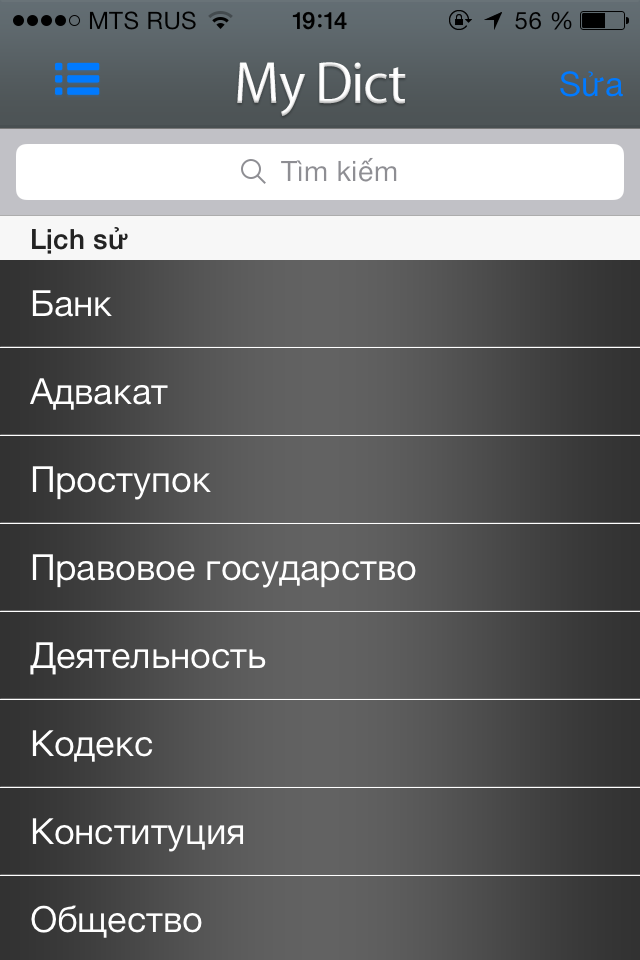 MTS RUS 19:14 56 %
My Dict Sửa
Tìm kiếm
Lịch sử
Банк
Адвакат
Проступок
Правовое государство
Деятельность
Кодекс
Конституция
Общество